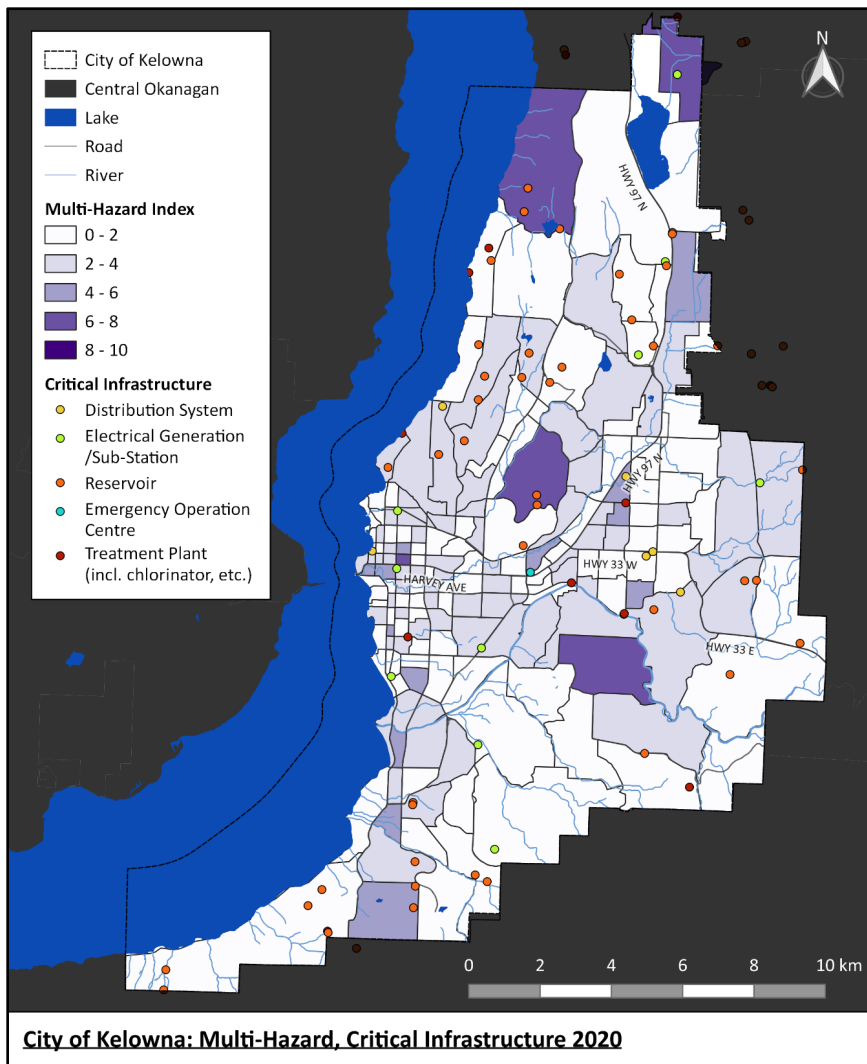 City of Kelowna
Central Okanagan
Lake
Road
River
Multi-Hazard Index
0 - 2
2 - 4
4 - 6
6 - 8
8 - 10
Critical Infrastructure
Distribution System
Electrical Generation
/Sub-Station
Reservoir
Emergency Operation
Centre
Treatment Plant
(incl. chlorinator, etc.)
N
HWY 97 N
HWY 97 N
HWY 33 W
HARVEY AVE
HWY 33 E
0 2 4 6 8 10 km
City of Kelowna: Multi-Hazard, Critical Infrastructure 2020